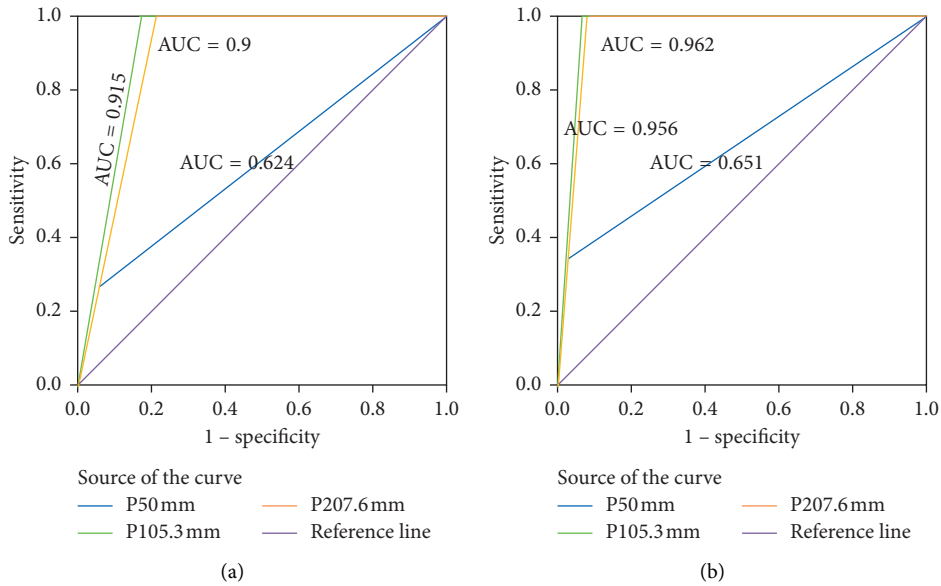 1.0
0.8
0.6
0.4
0.2
0.0
Sensitivity
AUC = 0.9
AUC = 0.915
AUC = 0.624
0.0 0.2 0.4 0.6 0.8 1.0
1 – specificity
Source of the curve
P50 mm P207.6 mm
P105.3 mm Reference line
(a)
1.0
0.8
0.6
0.4
0.2
0.0
Sensitivity
AUC = 0.962
AUC = 0.956
AUC = 0.651
0.0 0.2 0.4 0.6 0.8 1.0
1 – specificity
Source of the curve
P50 mm P207.6 mm
P105.3 mm Reference line
(b)